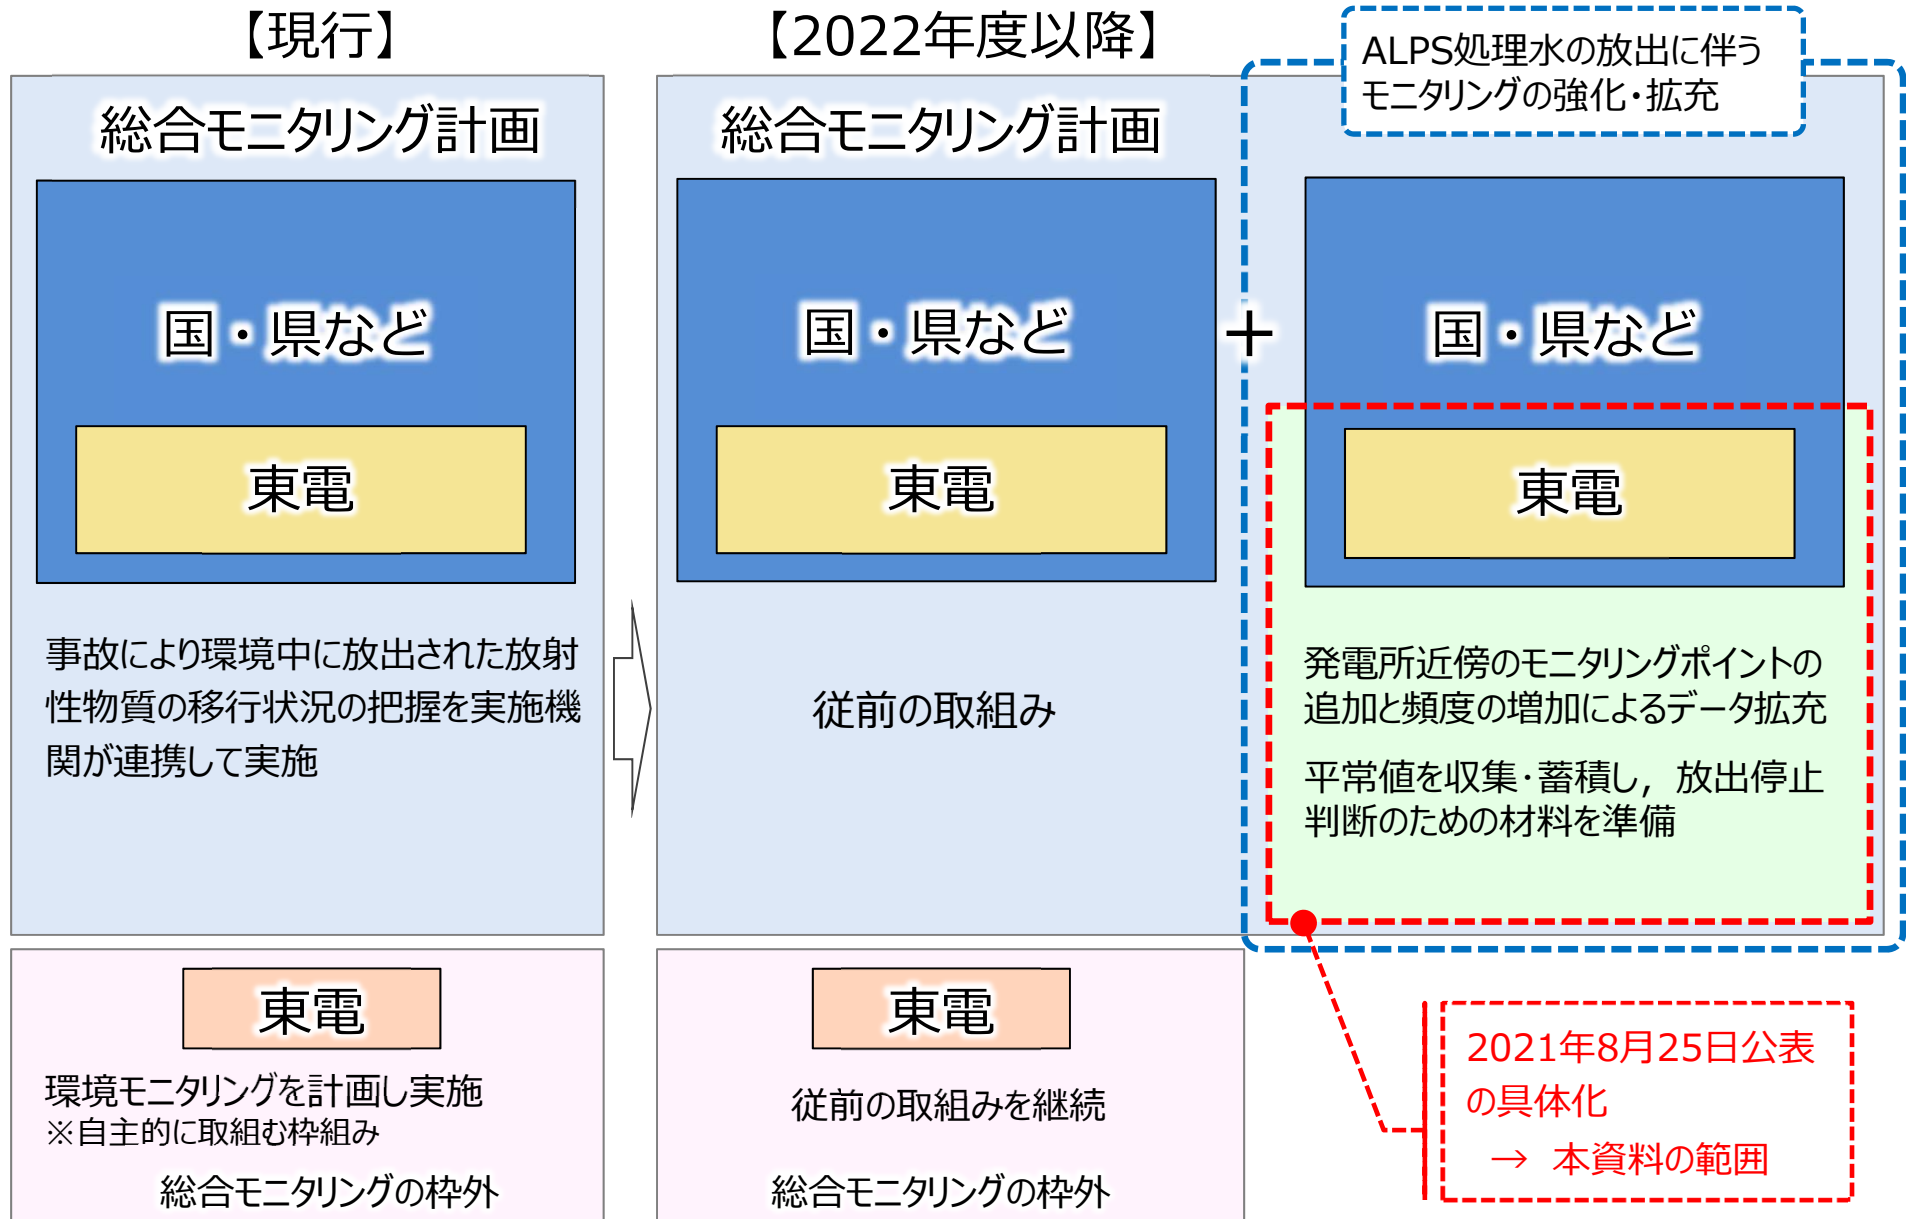 【現行】
総合モニタリング計画
国・県など
東電
事故により環境中に放出された放射
性物質の移行状況の把握を実施機
関が連携して実施
東電
環境モニタリングを計画し実施
※自主的に取組む枠組み
総合モニタリングの枠外
【2022年度以降】
総合モニタリング計画
国・県など
東電
従前の取組み
+
ALPS処理水の放出に伴う
モニタリングの強化・拡充
国・県など
東電
発電所近傍のモニタリングポイントの
追加と頻度の増加によるデータ拡充
平常値を収集・蓄積し，放出停止
判断のための材料を準備
東電
従前の取組みを継続
総合モニタリングの枠外
2021年8月25日公表
の具体化
→ 本資料の範囲